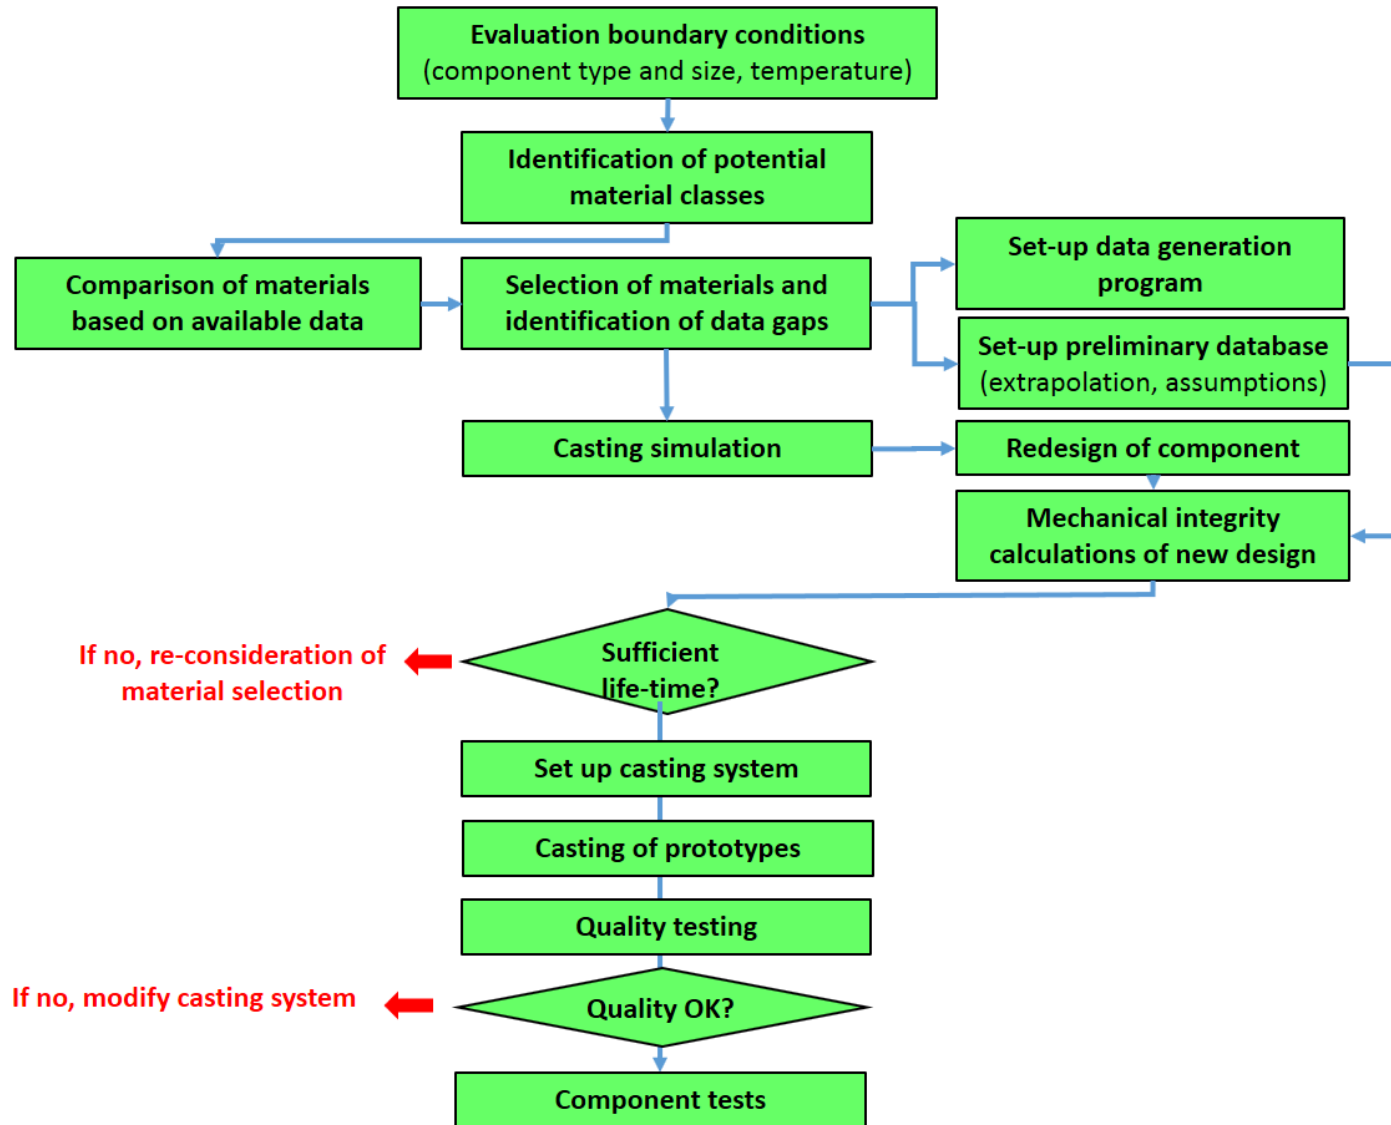 Evaluation boundary conditions
(component type and size, temperature)
Identification of potential
material classes
Comparison of materials
based on available data
Selection of materials and
identification of data gaps
Set-up data generation
program
Set-up preliminary database
(extrapolation, assumptions)
Casting simulation
Redesign of component
Mechanical integrity
calculations of new design
Sufficient
life-time?
If no, re-consideration of
material selection
Set up casting system
Casting of prototypes
Quality testing
Quality OK?
If no, modify casting system
Component tests